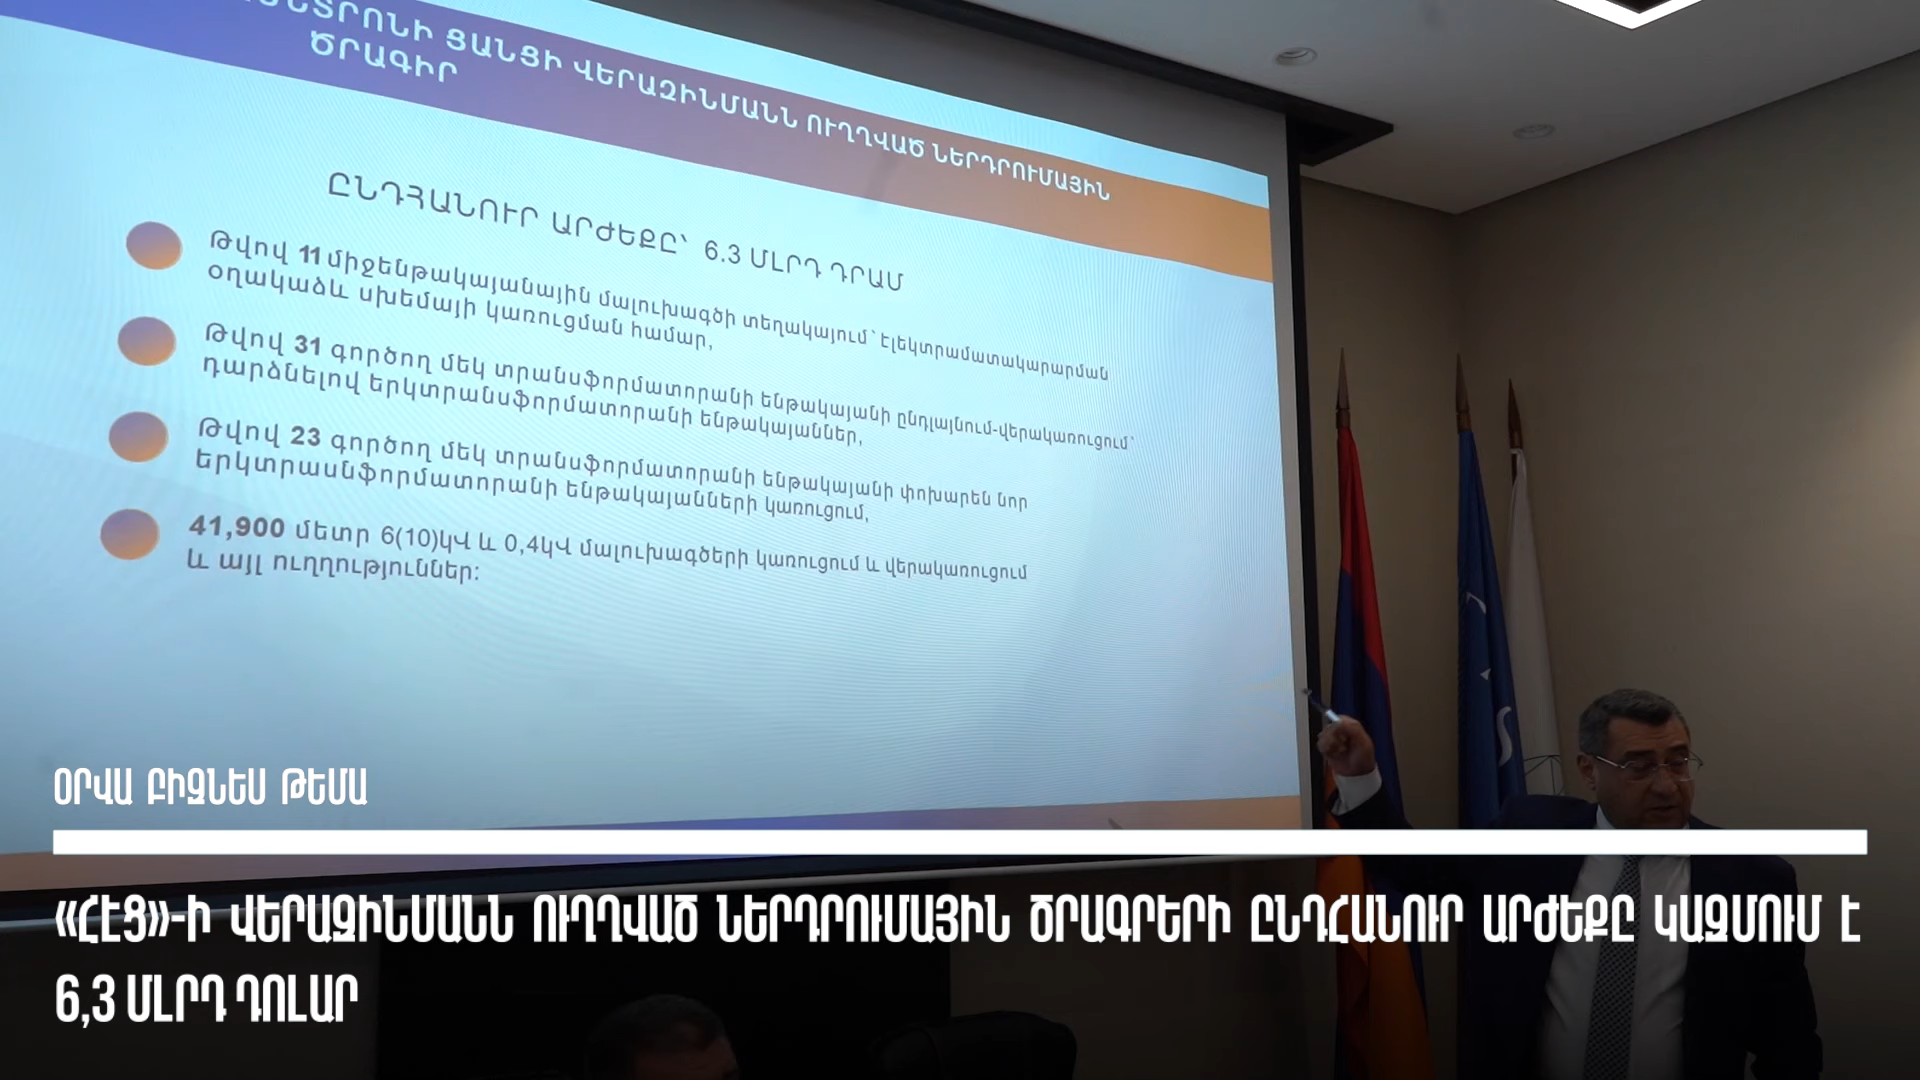 ՑԱՆՑԻ ՎԵՐԱԶԻՆՄԱՆՆ ՈՒՂՂՎԱԾ ՆԵՐԴՐՈՒՄԱՅԻՆ
ԾՐԱԳԻՐ
ԸՆԴՀԱՆՈՒՐ ԱՐԺԵՔԸ՝ 6.3 ՄԼՐԴ ԴՐԱՄ
Թվով 11 միջենթակայանային մալուխագծի տեղակայում՝ էլեկտրամատակարարման
օղակաձև սխեմայի կառուցման համար,
Թվով 31 գործող մեկ տրանսֆորմատորանի ենթակայանի ընդլայնում-վերակառուցում՝
դարձնելով երկտրանսֆորմատորանի ենթակայաններ,
Թվով 23 գործող մեկ տրանսֆորմատորանի ենթակայանի փոխարեն նոր
երկտրասնֆորմատորանի ենթակայանների կառուցում,
41,900 մետր 6(10)կՎ և 0,4կՎ մալուխագծերի կառուցում և վերակառուցում
և այլ ուղղություններ:
ՕՐՎԱ ԲԻԶՆԵՍ ԹԵՄԱ
«ՀԷՑ»-Ի ՎԵՐԱԶԻՆՄԱՆՆ ՈՒՂՂՎԱԾ ՆԵՐԴՐՈՒՄԱՅԻՆ ԾՐԱԳՐԵՐԻ ԸՆԴՀԱՆՈՒՐ ԱՐԺԵՔԸ ԿԱԶՄՈՒՄ Է
6,3 ՄԼՐԴ ԴՈԼԱՐ